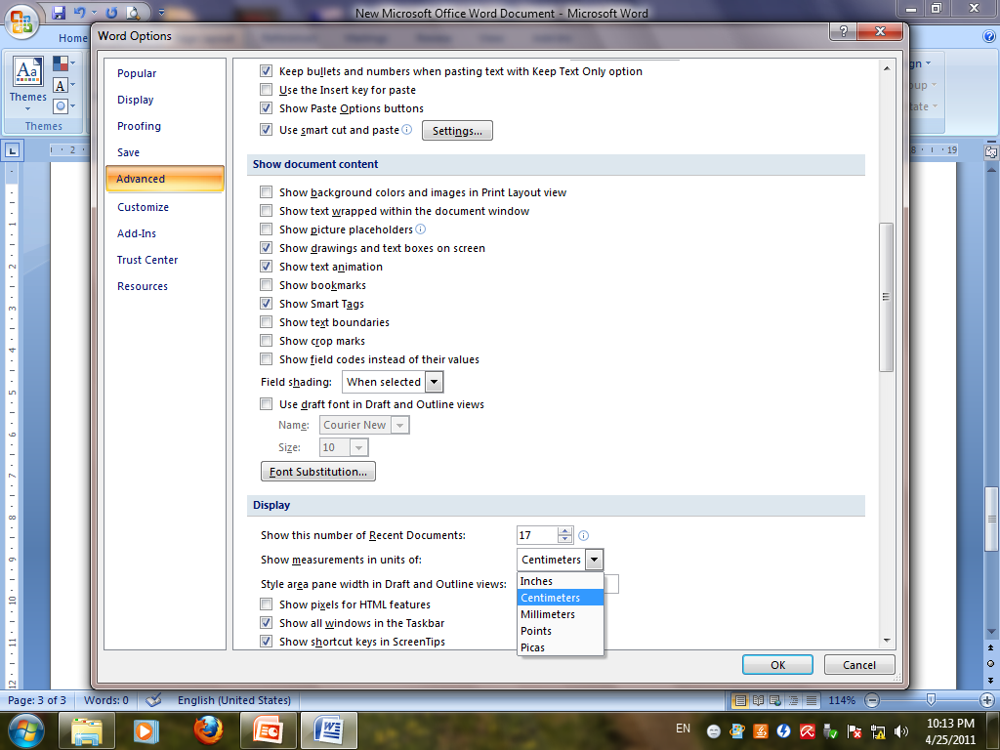 New Microsoft Office Word Document - Microsoft Word
Home
Word Options
Popular
Display
Proofing
Save
Advanced
Customize
Add-Ins
Trust Center
Resources
Aa
Themes
A
Themes
Keep bullets and numbers when pasting text with Keep Text Only option
Use the Insert key for paste
Show Paste Options buttons
Use smart cut and paste
Settings...
Show document content
Show background colors and images in Print Layout view
Show text wrapped within the document window
Show picture placeholders
Show drawings and text boxes on screen
Show text animation
Show bookmarks
Show Smart Tags
Show text boundaries
Show crop marks
Show field codes instead of their values
Field shading: When selected
Use draft font in Draft and Outline views
Name: Courier New
Size: 10
Font Substitution...
Display
Show this number of Recent Documents: 17
Show measurements in units of: Centimeters
Inches
Centimeters
Millimeters
Points
Picas
Style area pane width in Draft and Outline views:
Show pixels for HTML features
Show all windows in the Taskbar
Show shortcut keys in ScreenTips
OK
Cancel
Page: 3 of 3 Words: 0 English (United States) 114%
EN
10:13 PM
4/25/2011